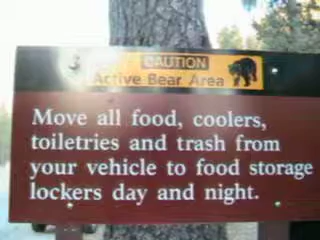 CAUTION
Active Bear Area
Move all food, coolers,
toiletries and trash from
your vehicle to food storage
lockers day and night.